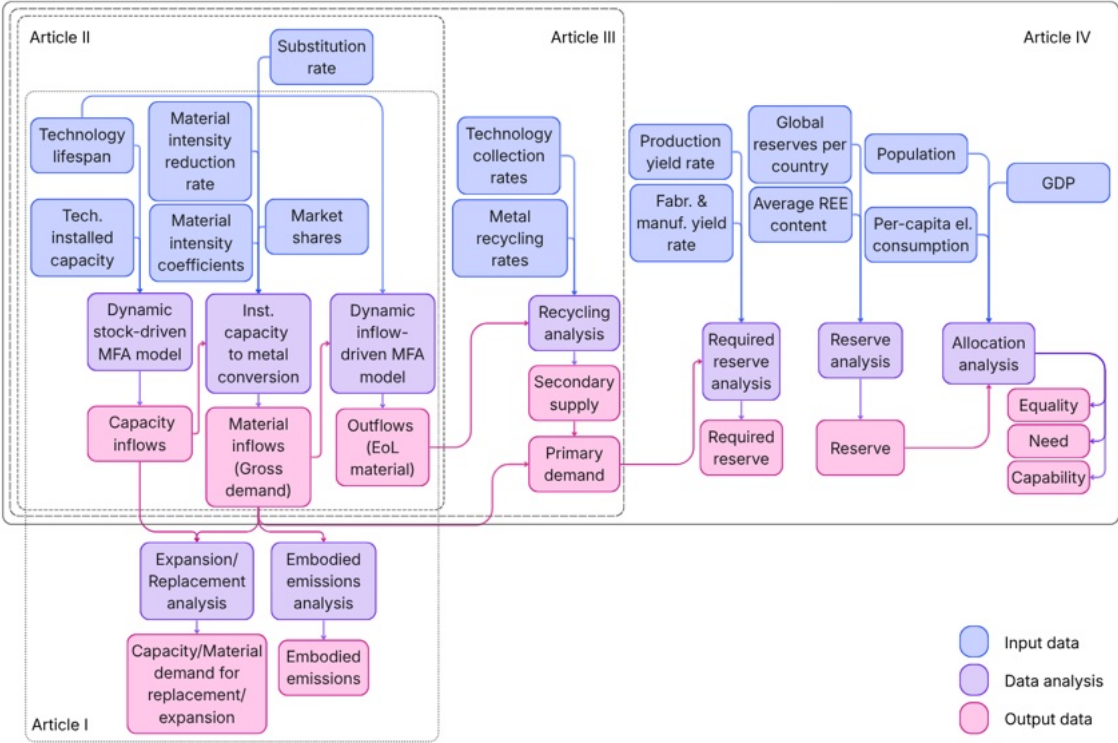 Article II
Article III
Article IV
Substitution
rate
Technology
lifespan
Material
intensity
reduction
rate
Tech.
installed
capacity
Material
intensity
coefficients
Market
shares
Technology
collection
rates
Metal
recycling
rates
Production
yield rate
Fabr. &
manuf. yield
rate
Global
reserves per
country
Average REE
content
Population
Per-capita el.
consumption
GDP
Dynamic
stock-driven
MFA model
Inst.
capacity
to metal
conversion
Dynamic
inflow-
driven MFA
model
Recycling
analysis
Required
reserve
analysis
Reserve
analysis
Allocation
analysis
Capacity
inflows
Material
inflows
(Gross
demand)
Outflows
(EoL
material)
Secondary
supply
Primary
demand
Required
reserve
Reserve
Equality
Need
Capability
Expansion/
Replacement
analysis
Embodied
emissions
analysis
Capacity/Material
demand for
replacement/
expansion
Embodied
emissions
Article I
Input data
Data analysis
Output data